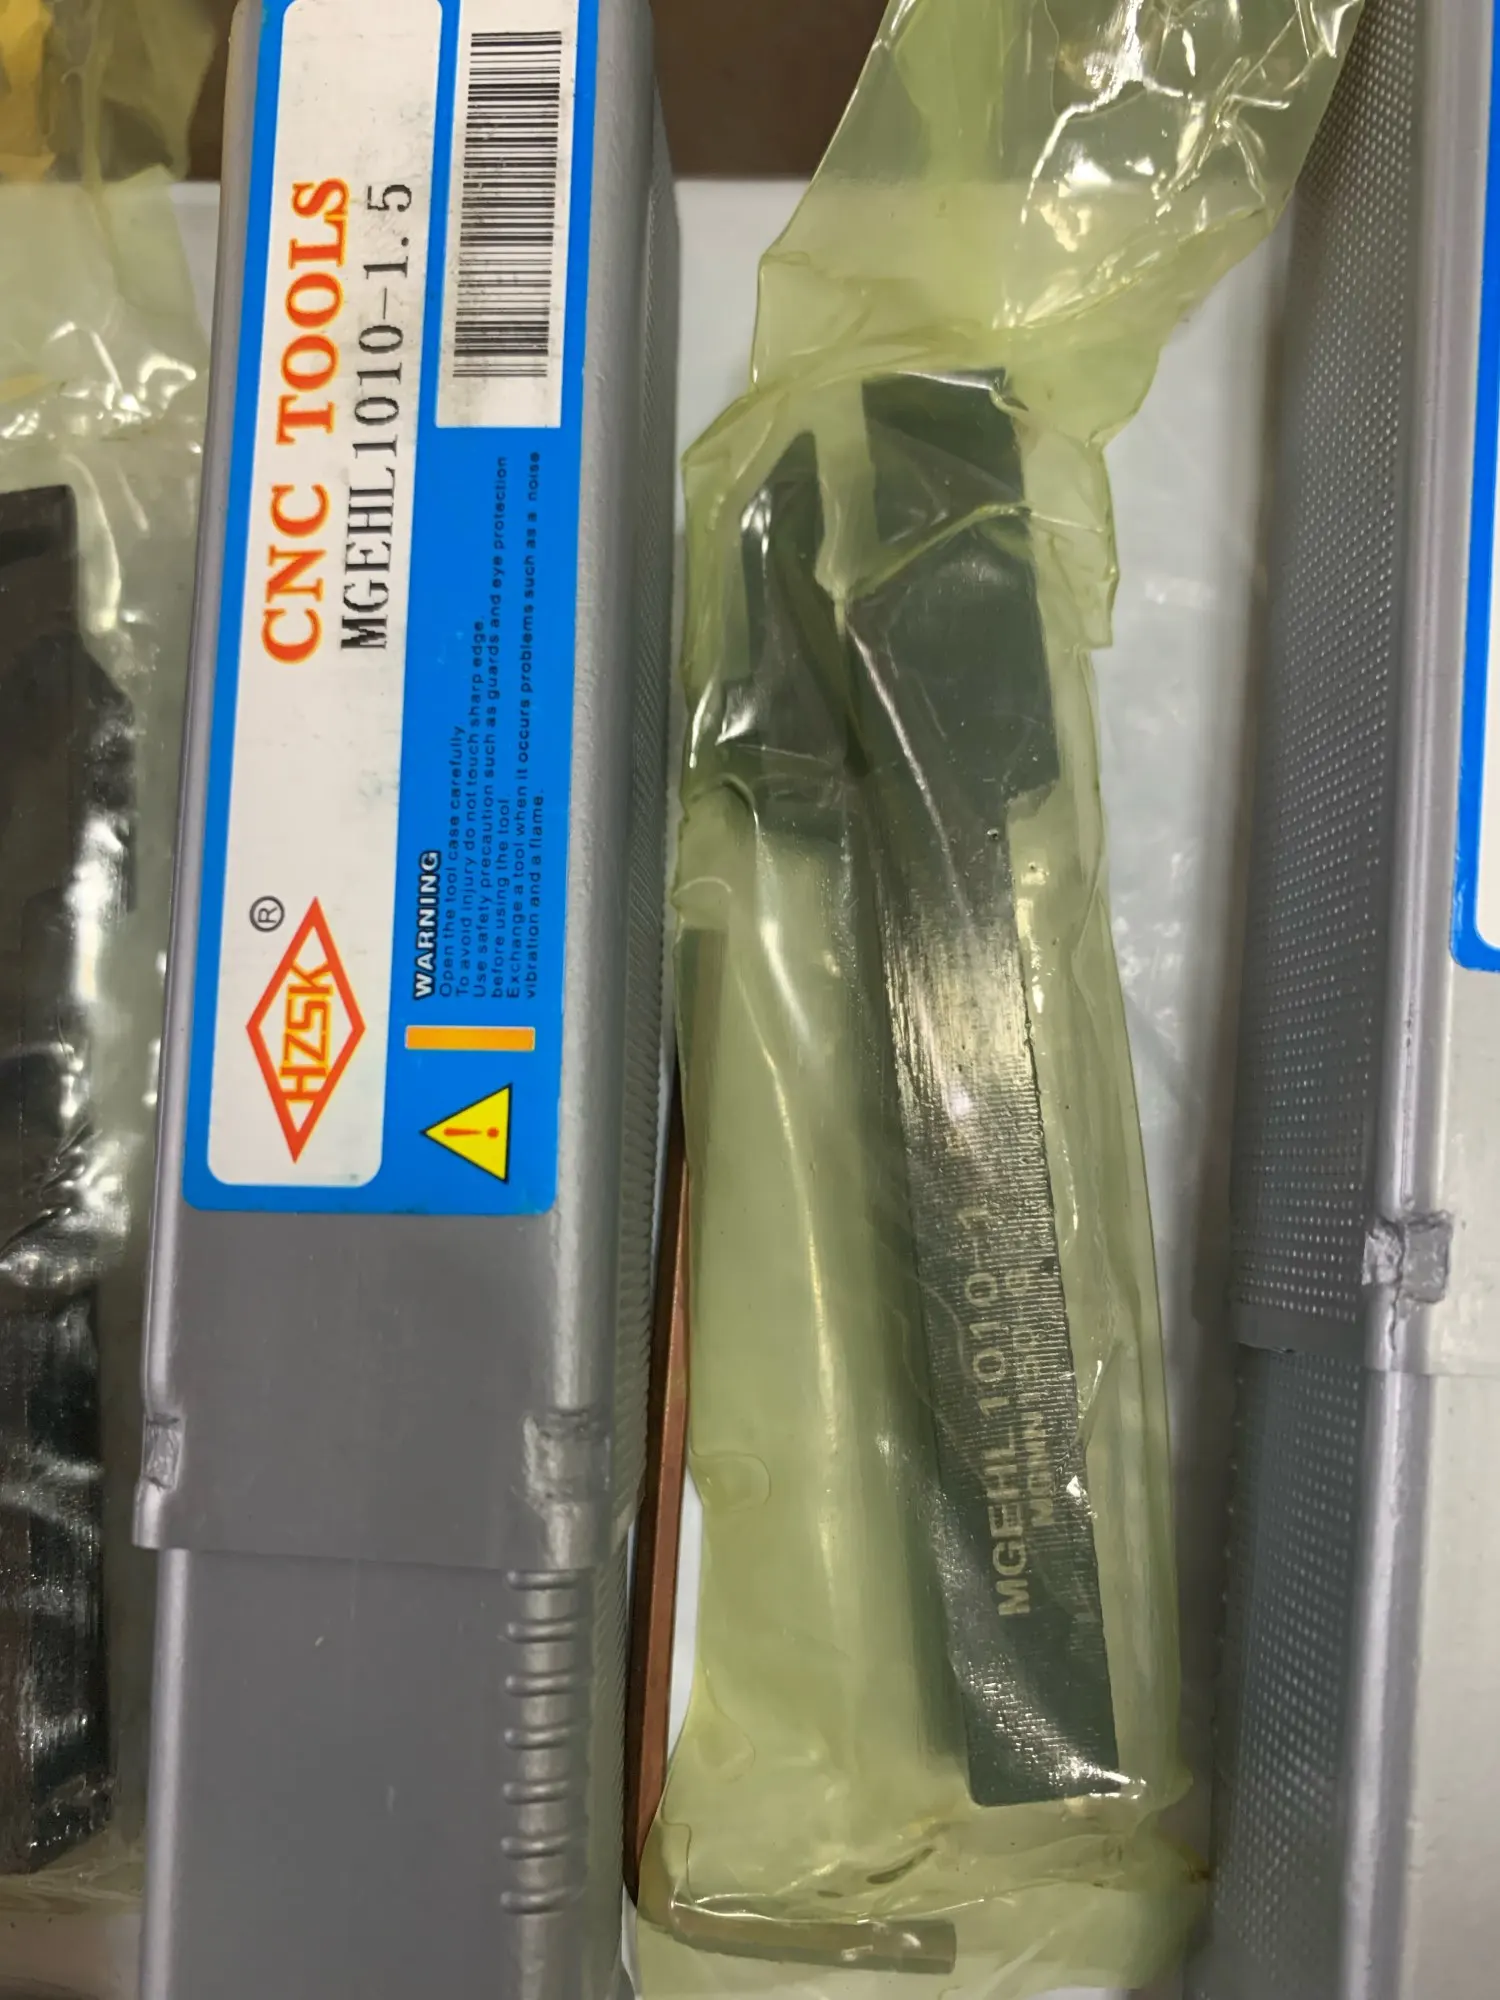 CNC TOOLS
MGEHL1010-1.5
®
HZSK
WARNING
Open the tool case carefully.
To avoid injury do not touch sharp edge.
Use safety precaution such as guards and eye protection
before using the tool.
Exchange a tool when it occurs problems such as a noise
vibration and a flame.
MGEHL1010-1
MGMN